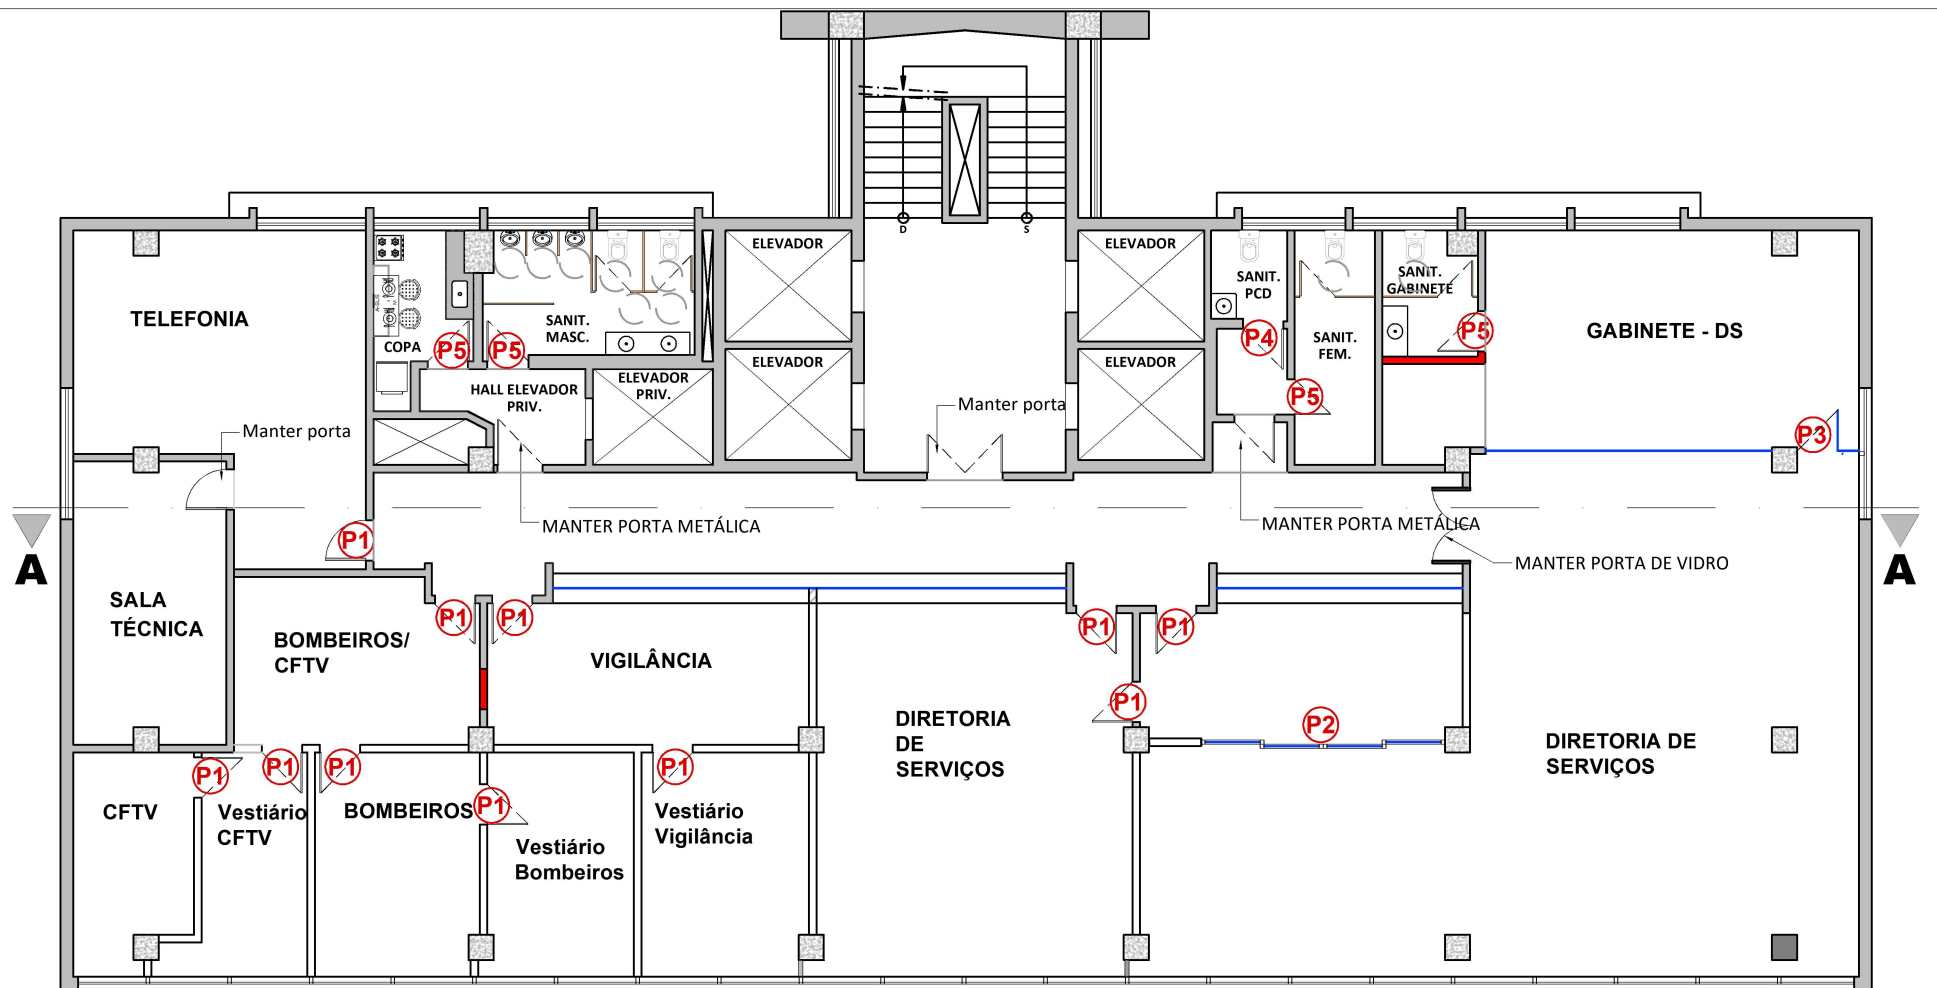 D
S
ELEVADOR
ELEVADOR
SANIT.
PCD
SANIT.
GABINETE
TELEFONIA
COPA
P5
P5
SANIT.
MASC.
P4
SANIT.
FEM.
P5
GABINETE - DS
ELEVADOR
ELEVADOR
HALL ELEVADOR
PRIV.
ELEVADOR
PRIV.
P5
Manter porta
Manter porta
P3
MANTER PORTA METÁLICA
MANTER PORTA METÁLICA
MANTER PORTA DE VIDRO
P1
A
A
SALA
TÉCNICA
P1
P1
P1
P1
BOMBEIROS/
CFTV
VIGILÂNCIA
P1
DIRETORIA
DE
SERVIÇOS
P2
DIRETORIA DE
SERVIÇOS
P1
P1
P1
P1
P1
CFTV
Vestiário
CFTV
BOMBEIROS
Vestiário
Bombeiros
Vestiário
Vigilância